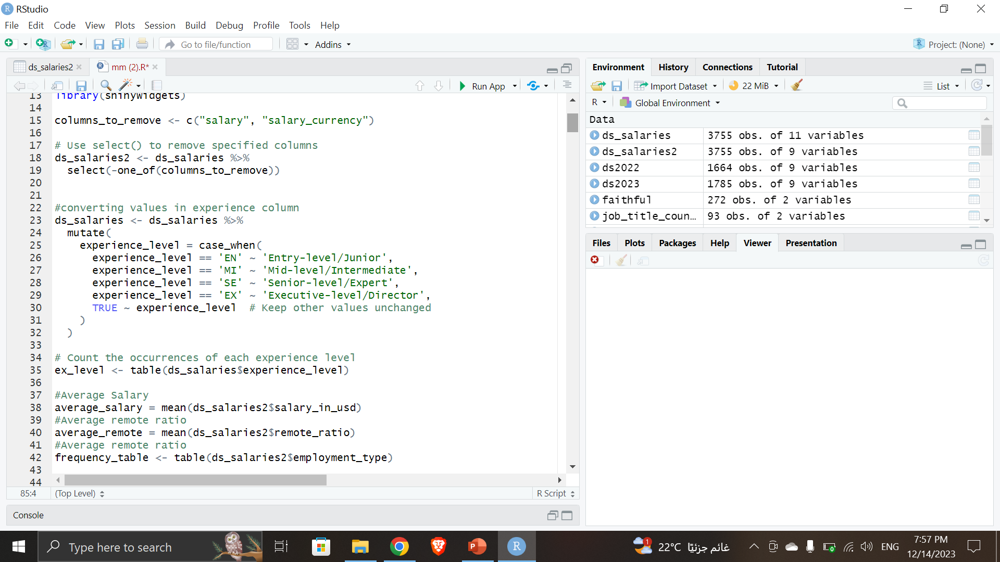 RStudio
File Edit Code View Plots Session Build Debug Profile Tools Help
Go to file/function Addins Project: (None)
ds_salaries2 mm (2).R*
Run App
13 library(shinyWidgets)
14
15 columns_to_remove <- c("salary", "salary_currency")
16
17 # Use select() to remove specified columns
18 ds_salaries2 <- ds_salaries %>%
19 select(-one_of(columns_to_remove))
20
21
22 #converting values in experience column
23 ds_salaries <- ds_salaries %>%
24 mutate(
25 experience_level = case_when(
26 experience_level == 'EN' ~ 'Entry-level/Junior',
27 experience_level == 'MI' ~ 'Mid-level/Intermediate',
28 experience_level == 'SE' ~ 'Senior-level/Expert',
29 experience_level == 'EX' ~ 'Executive-level/Director',
30 TRUE ~ experience_level # Keep other values unchanged
31 )
32 )
33
34 # Count the occurrences of each experience level
35 ex_level <- table(ds_salaries$experience_level)
36
37 #Average Salary
38 average_salary = mean(ds_salaries2$salary_in_usd)
39 #Average remote ratio
40 average_remote = mean(ds_salaries2$remote_ratio)
41 #Average remote ratio
42 frequency_table <- table(ds_salaries2$employment_type)
43
44
85:4 (Top Level) R Script
Console
Environment History Connections Tutorial
Import Dataset 22 MiB List
R Global Environment
Data
ds_salaries 3755 obs. of 11 variables
ds_salaries2 3755 obs. of 9 variables
ds2022 1664 obs. of 9 variables
ds2023 1785 obs. of 9 variables
faithful 272 obs. of 2 variables
job_title_coun… 93 obs. of 2 variables
Files Plots Packages Help Viewer Presentation
Type here to search
1 22°C غائم جزئيًا ENG 7:57 PM
12/14/2023